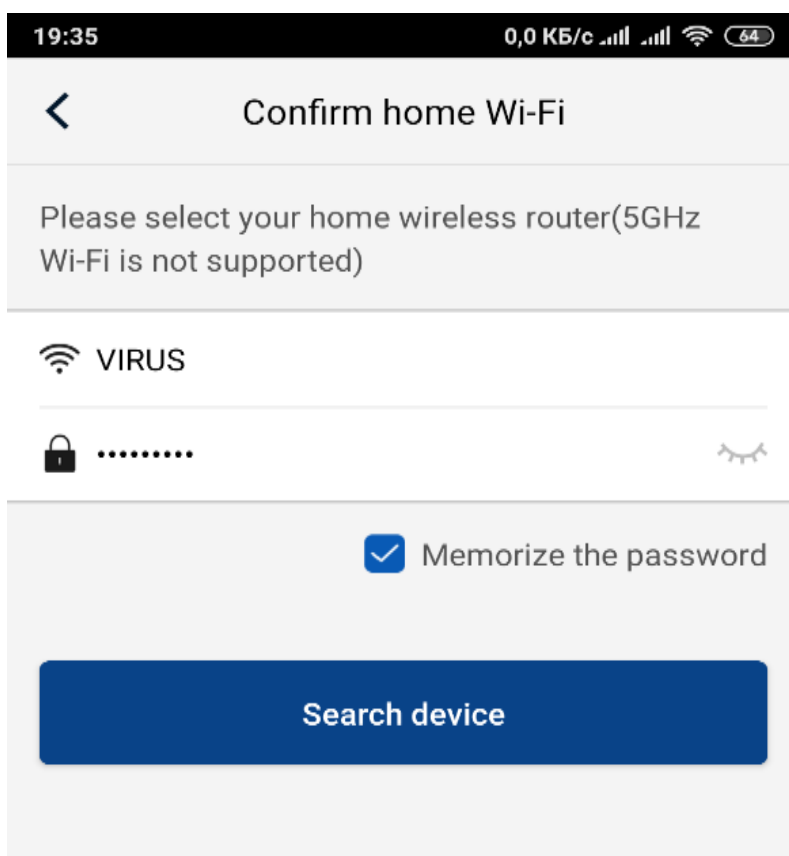 19:35
0,0 КБ/с 64
Confirm home Wi-Fi
Please select your home wireless router(5GHz
Wi-Fi is not supported)
VIRUS
•••••••••
Memorize the password
Search device